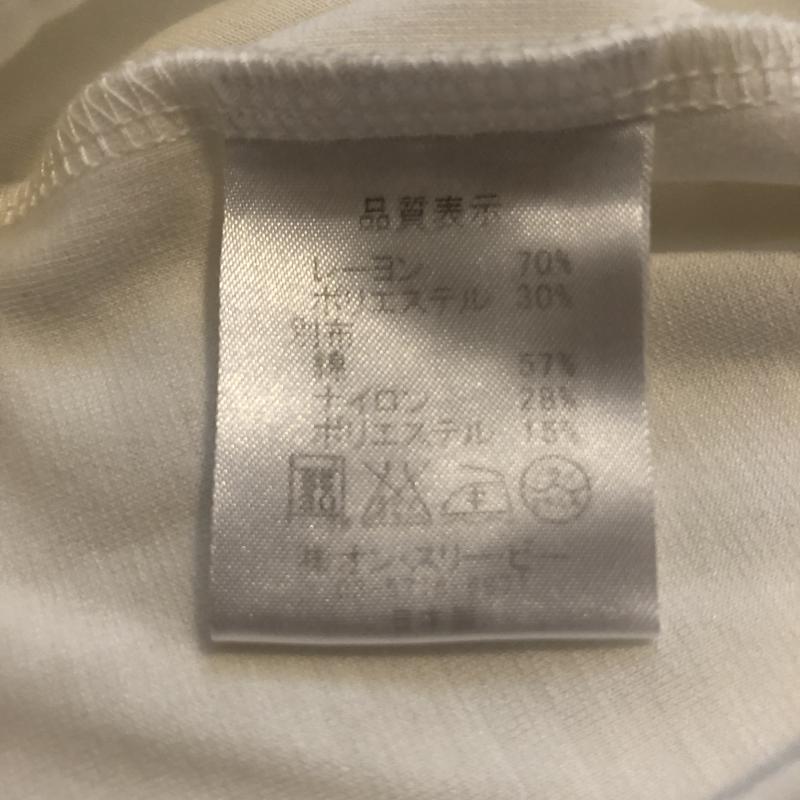 品質表示
レーヨン 70%
ポリエステル 30%
別布
綿 57%
ナイロン 28%
ポリエステル 15%
㈱オン・スリー・ビー
日本製